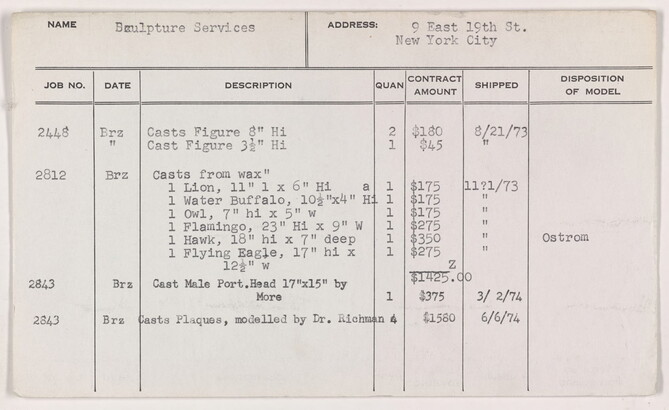 NAME Bculpture Services ADDRESS: 9 East 19th St.
New York City
JOB NO. DATE DESCRIPTION QUAN CONTRACT AMOUNT SHIPPED DISPOSITION OF MODEL
2448 Brz Casts Figure 8" Hi 2 $180 8/21/73
" Cast Figure 3½" Hi 1 $45 "
2812 Brz Casts from wax"
1 Lion, 11" l x 6" Hi a 1 $175 11?1/73
1 Water Buffalo, 10½"x4" Hi 1 $175 "
1 Owl, 7" hi x 5" w 1 $175 "
1 Flamingo, 23" Hi x 9" W 1 $275 "
1 Hawk, 18" hi x 7" deep 1 $350 " Ostrom
1 Flying Eagle, 17" hi x 1 $275 "
12½" w Z
$1425.00
2843 Brz Cast Male Port.Head 17"x15" by
More 1 $375 3/ 2/74
2843 Brz Casts Plaques, modelled by Dr. Richman 4 $1580 6/6/74